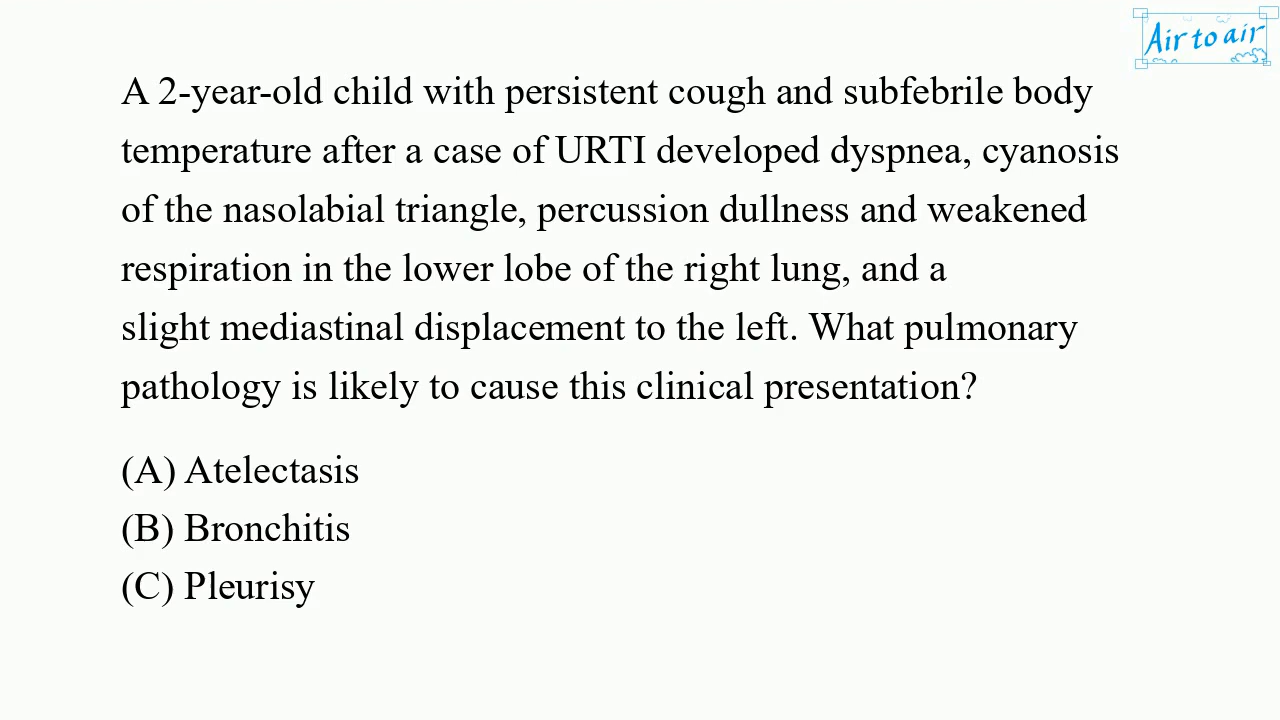 Air to air
A 2-year-old child with persistent cough and subfebrile body
temperature after a case of URTI developed dyspnea, cyanosis
of the nasolabial triangle, percussion dullness and weakened
respiration in the lower lobe of the right lung, and a
slight mediastinal displacement to the left. What pulmonary
pathology is likely to cause this clinical presentation?
(A) Atelectasis
(B) Bronchitis
(C) Pleurisy